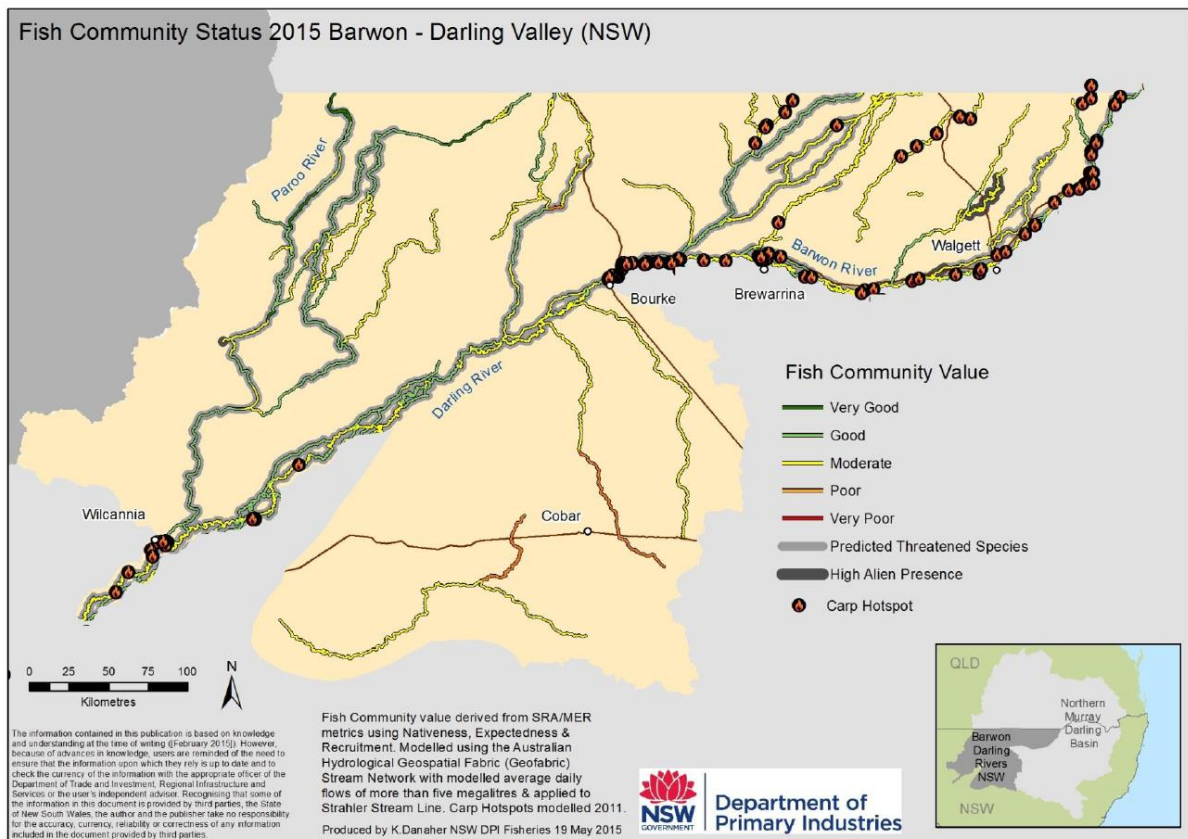 Fish Community Status 2015 Barwon - Darling Valley (NSW)
Paroo River
Walgett
Barwon River
Bourke
Brewarrina
Darling River
Wilcannia
Cobar
Fish Community Value
Very Good
Good
Moderate
Poor
Very Poor
Predicted Threatened Species
High Alien Presence
Carp Hotspot
0 25 50 75 100
Kilometres
N
The information contained in this publication is based on knowledge
and understanding at the time of writing ([February 2015]). However,
because of advances in knowledge, users are reminded of the need to
ensure that the information upon which they rely is up to date and to
check the currency of the information with the appropriate officer of the
Department of Trade and Investment, Regional Infrastructure and
Services or the user's independent adviser. Recognising that some of
the information in this document is provided by third parties, the State
of New South Wales, the author and the publisher take no responsibility
for the accuracy, currency, reliability or correctness of any information
included in the document provided by third parties.
Fish Community value derived from SRA/MER
metrics using Nativeness, Expectedness &
Recruitment. Modelled using the Australian
Hydrological Geospatial Fabric (Geofabric)
Stream Network with modelled average daily
flows of more than five megalitres & applied to
Strahler Stream Line. Carp Hotspots modelled 2011.
Produced by K.Danaher NSW DPI Fisheries 19 May 2015
NSW
GOVERNMENT
Department of
Primary Industries
QLD
Northern
Murray
Darling
Basin
Barwon
Darling
Rivers
NSW
NSW